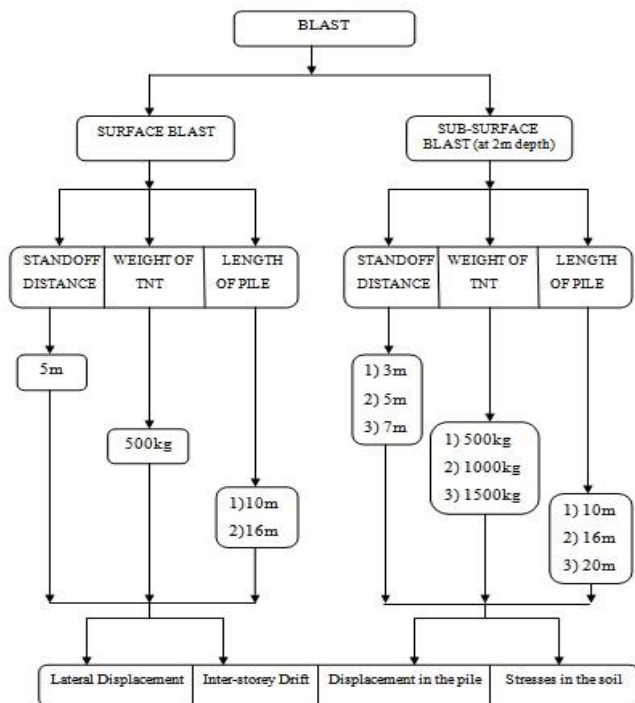 BLAST
SURFACE BLAST
SUB-SURFACE
BLAST (at 2m depth)
STANDOFF
DISTANCE
WEIGHT OF
TNT
LENGTH
OF PILE
STANDOFF
DISTANCE
WEIGHT OF
TNT
LENGTH
OF PILE
5m
500kg
1) 10m
2) 16m
1) 3m
2) 5m
3) 7m
1) 500kg
2) 1000kg
3) 1500kg
1) 10m
2) 16m
3) 20m
Lateral Displacement
Inter-storey Drift
Displacement in the pile
Stresses in the soil